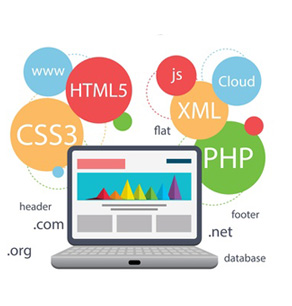 www
HTML5
js
Cloud
XML
CSS3
flat
PHP
header
.com
footer
.net
.org
database